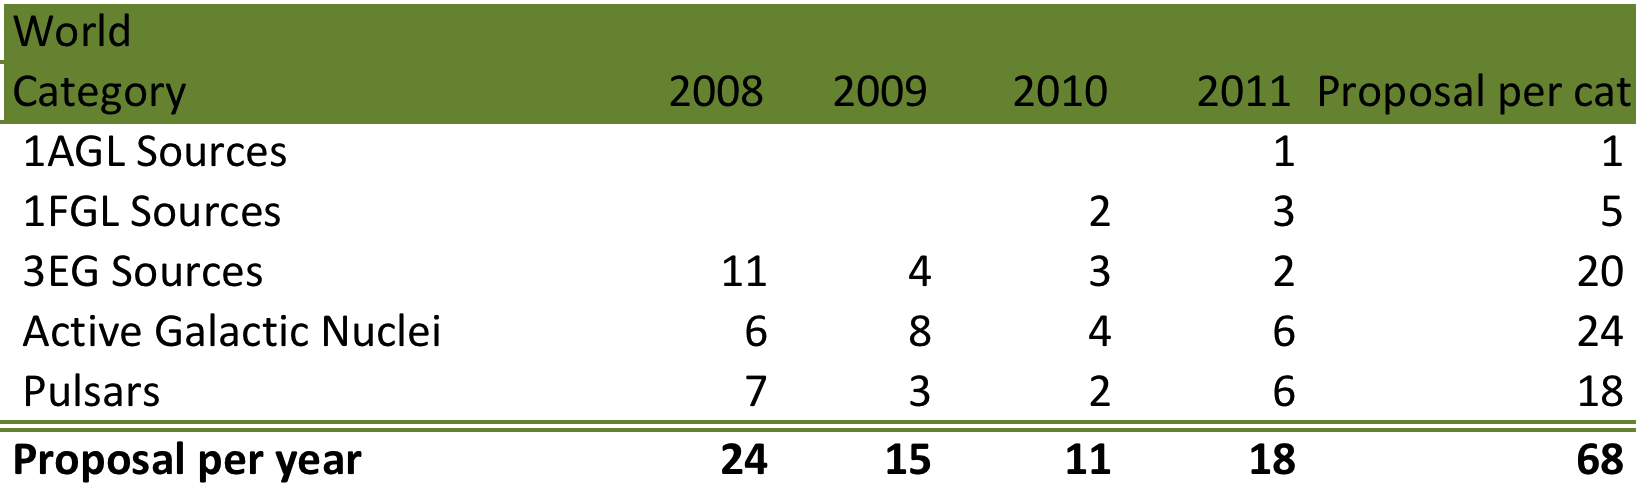 World
Category 2008 2009 2010 2011 Proposal per cat
1AGL Sources 1 1
1FGL Sources 2 3 5
3EG Sources 11 4 3 2 20
Active Galactic Nuclei 6 8 4 6 24
Pulsars 7 3 2 6 18
Proposal per year 24 15 11 18 68